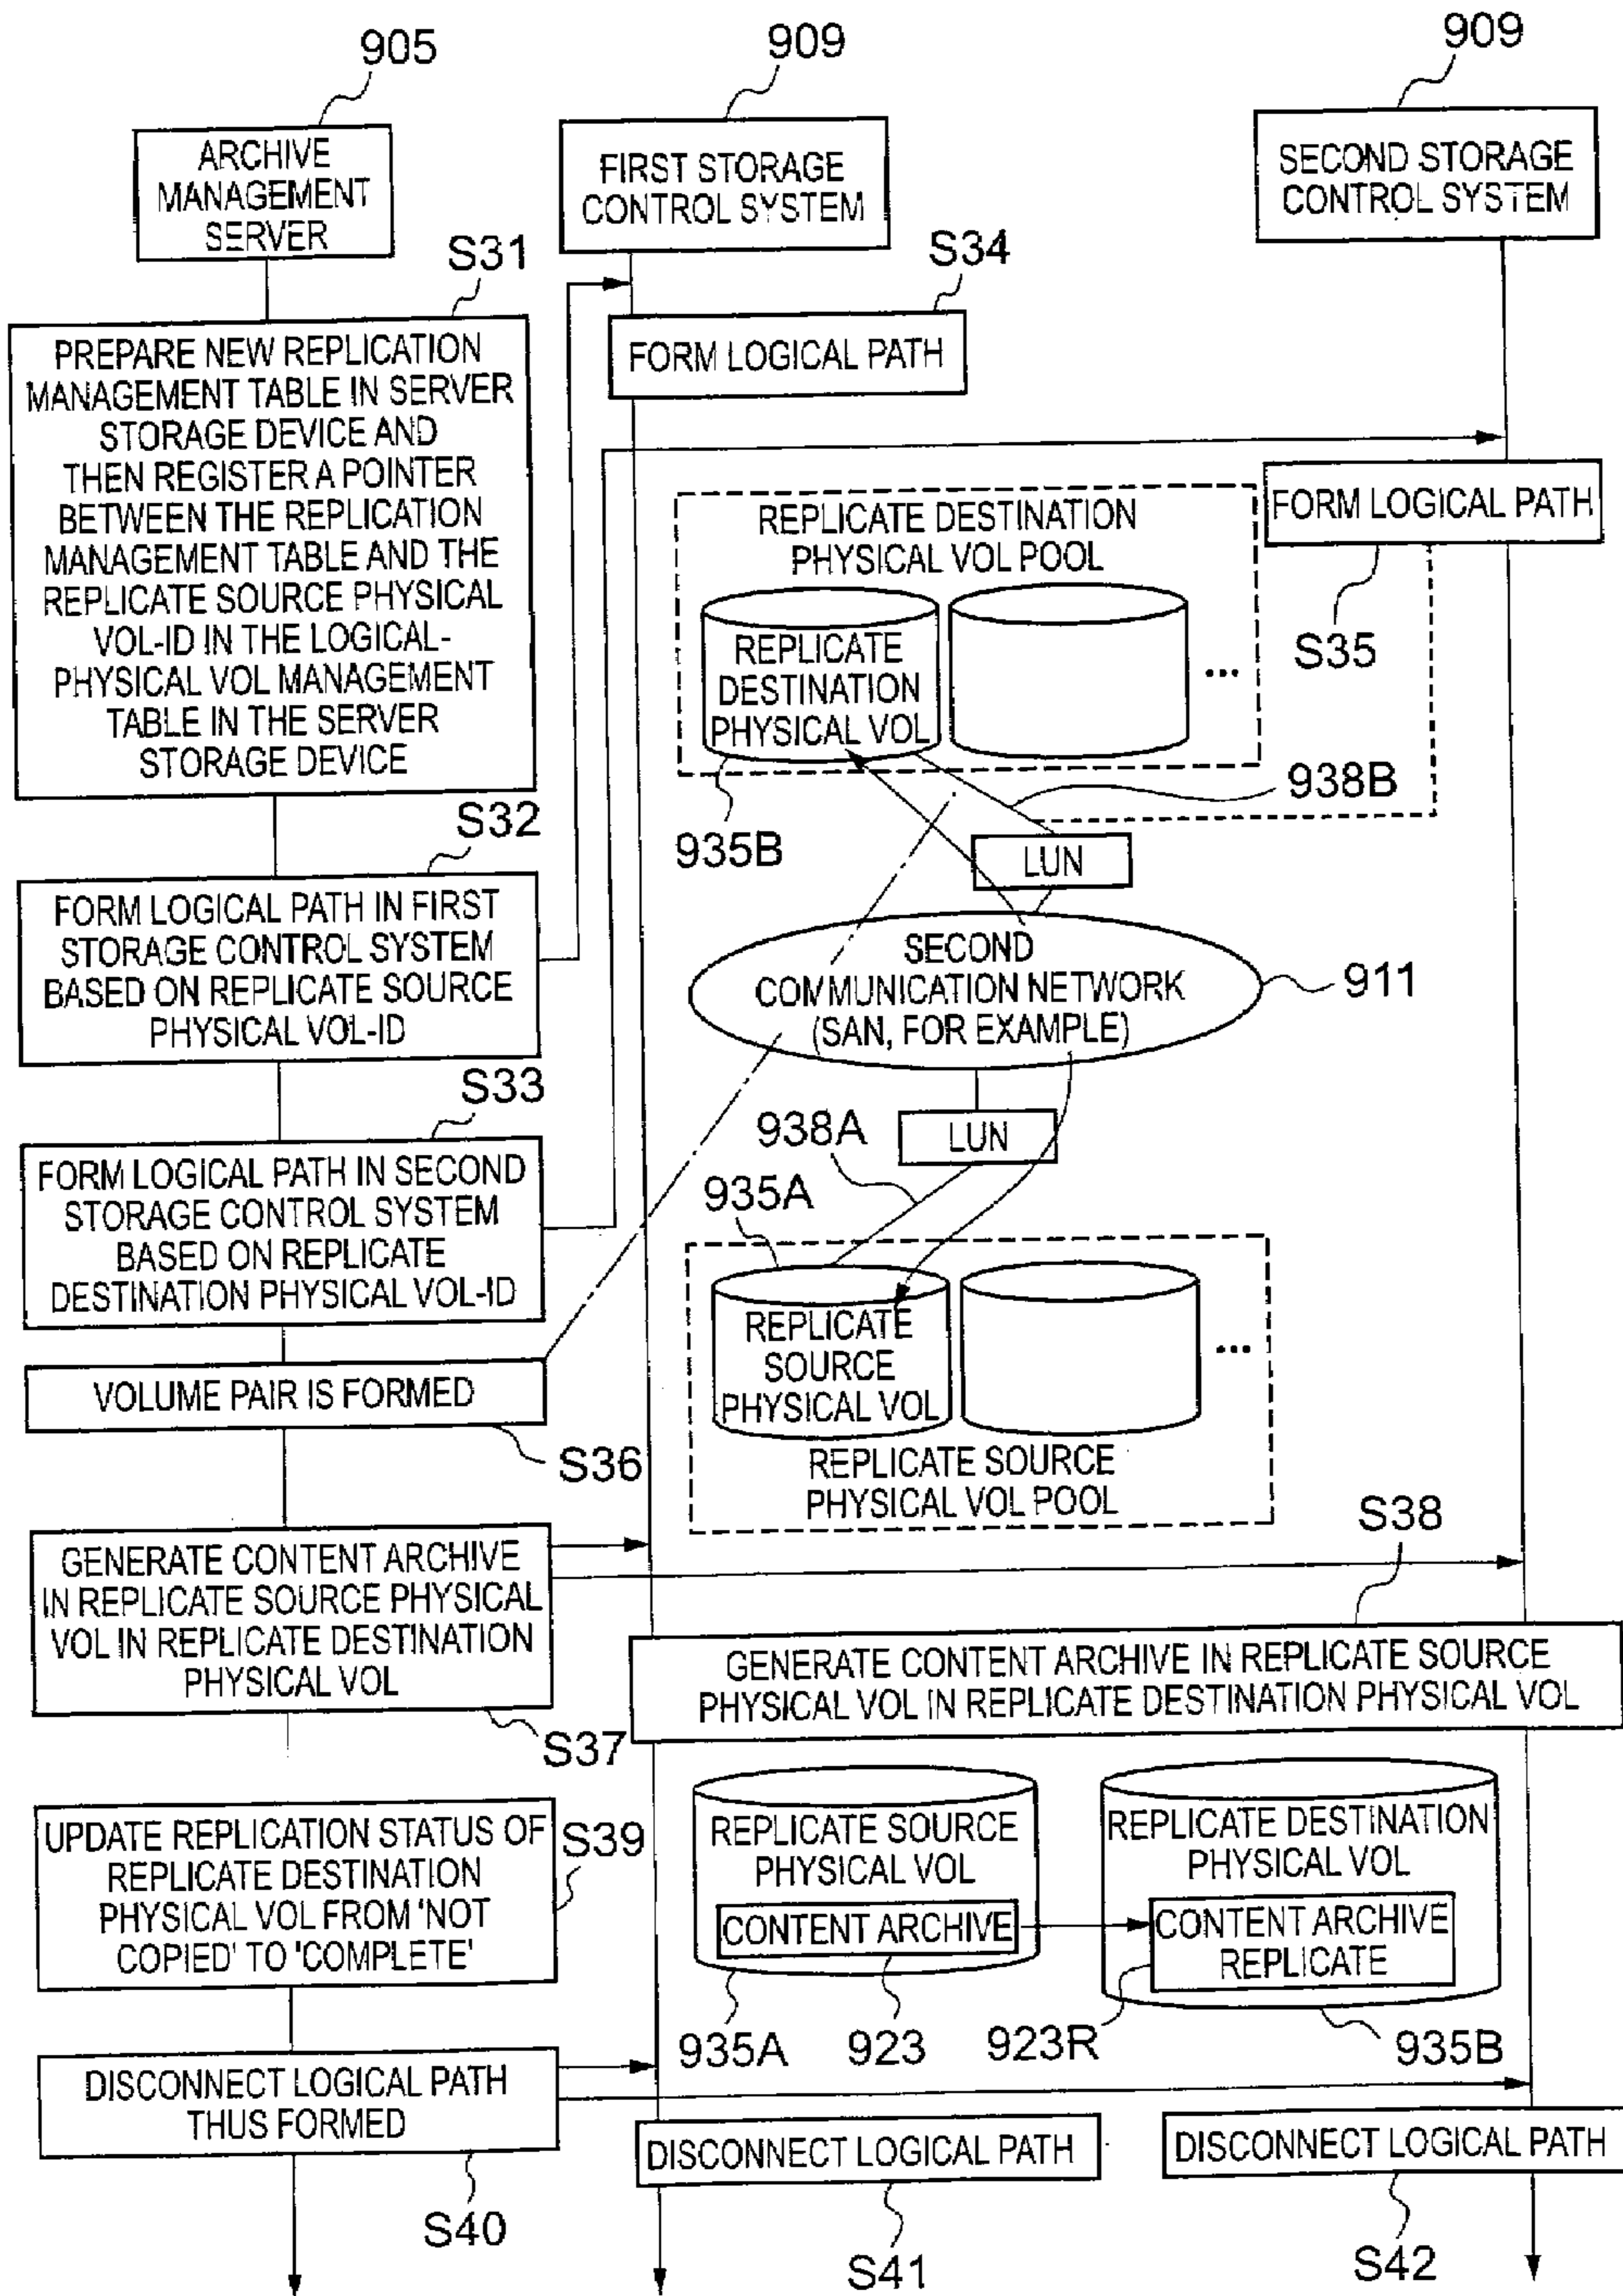 905
909
909
ARCHIVE
MANAGEMENT
SERVER
FIRST STORAGE
CONTROL SYSTEM
SECOND STORAGE
CONTROL SYSTEM
S31
S34
PREPARE NEW REPLICATION
MANAGEMENT TABLE IN SERVER
STORAGE DEVICE AND
THEN REGISTER A POINTER
BETWEEN THE REPLICATION
MANAGEMENT TABLE AND THE
REPLICATE SOURCE PHYSICAL
VOL-ID IN THE LOGICAL-
PHYSICAL VOL MANAGEMENT
TABLE IN THE SERVER
STORAGE DEVICE
FORM LOGICAL PATH
FORM LOGICAL PATH
S35
REPLICATE DESTINATION
PHYSICAL VOL POOL
REPLICATE
DESTINATION
PHYSICAL VOL
...
935B
938B
LUN
S32
FORM LOGICAL PATH IN FIRST
STORAGE CONTROL SYSTEM
BASED ON REPLICATE SOURCE
PHYSICAL VOL-ID
SECOND
COMMUNICATION NETWORK
(SAN, FOR EXAMPLE)
911
S33
FORM LOGICAL PATH IN SECOND
STORAGE CONTROL SYSTEM
BASED ON REPLICATE
DESTINATION PHYSICAL VOL-ID
938A
LUN
935A
REPLICATE
SOURCE
PHYSICAL VOL
...
REPLICATE SOURCE
PHYSICAL VOL POOL
VOLUME PAIR IS FORMED
S36
GENERATE CONTENT ARCHIVE
IN REPLICATE SOURCE PHYSICAL
VOL IN REPLICATE DESTINATION
PHYSICAL VOL
S37
S38
GENERATE CONTENT ARCHIVE IN REPLICATE SOURCE
PHYSICAL VOL IN REPLICATE DESTINATION PHYSICAL VOL
UPDATE REPLICATION STATUS OF
REPLICATE DESTINATION
PHYSICAL VOL FROM 'NOT
COPIED' TO 'COMPLETE'
S39
REPLICATE SOURCE
PHYSICAL VOL
CONTENT ARCHIVE
REPLICATE DESTINATION
PHYSICAL VOL
CONTENT ARCHIVE
REPLICATE
935A
923
923R
935B
DISCONNECT LOGICAL PATH
THUS FORMED
S40
DISCONNECT LOGICAL PATH
DISCONNECT LOGICAL PATH
S41
S42